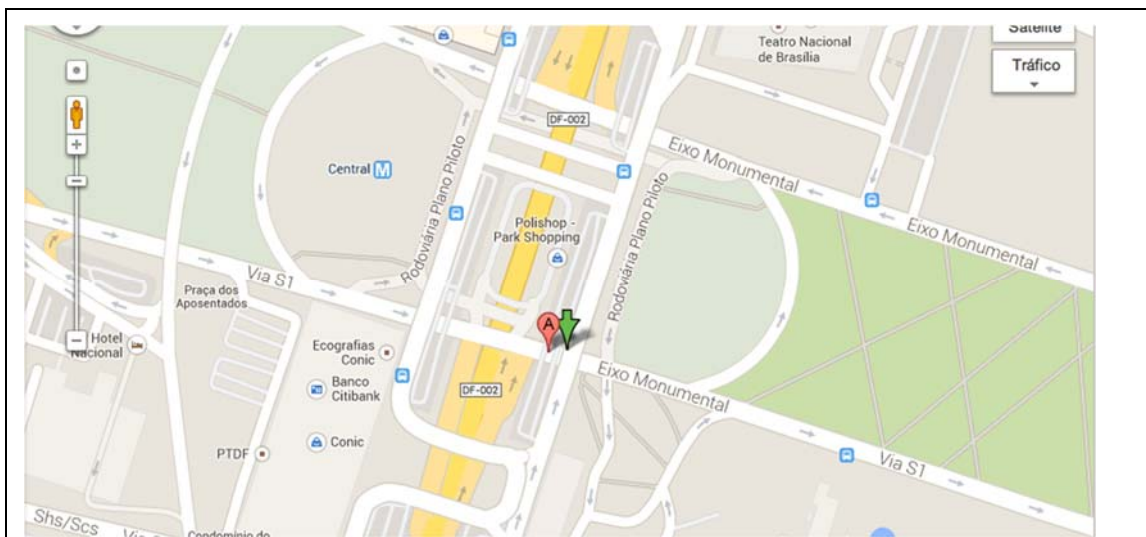 Satélite
Teatro Nacional
de Brasília
Tráfico
DF-002
Eixo Monumental
Central M
Rodoviária Plano Piloto
Rodoviária Plano Piloto
Polishop -
Park Shopping
Eixo Monumental
Via S1
Praça dos
Aposentados
A
Hotel
Nacional
Ecografias
Conic
Banco
Citibank
DF-002
Eixo Monumental
Conic
PTDF
Via S1
Shs/Scs
Condomínio do